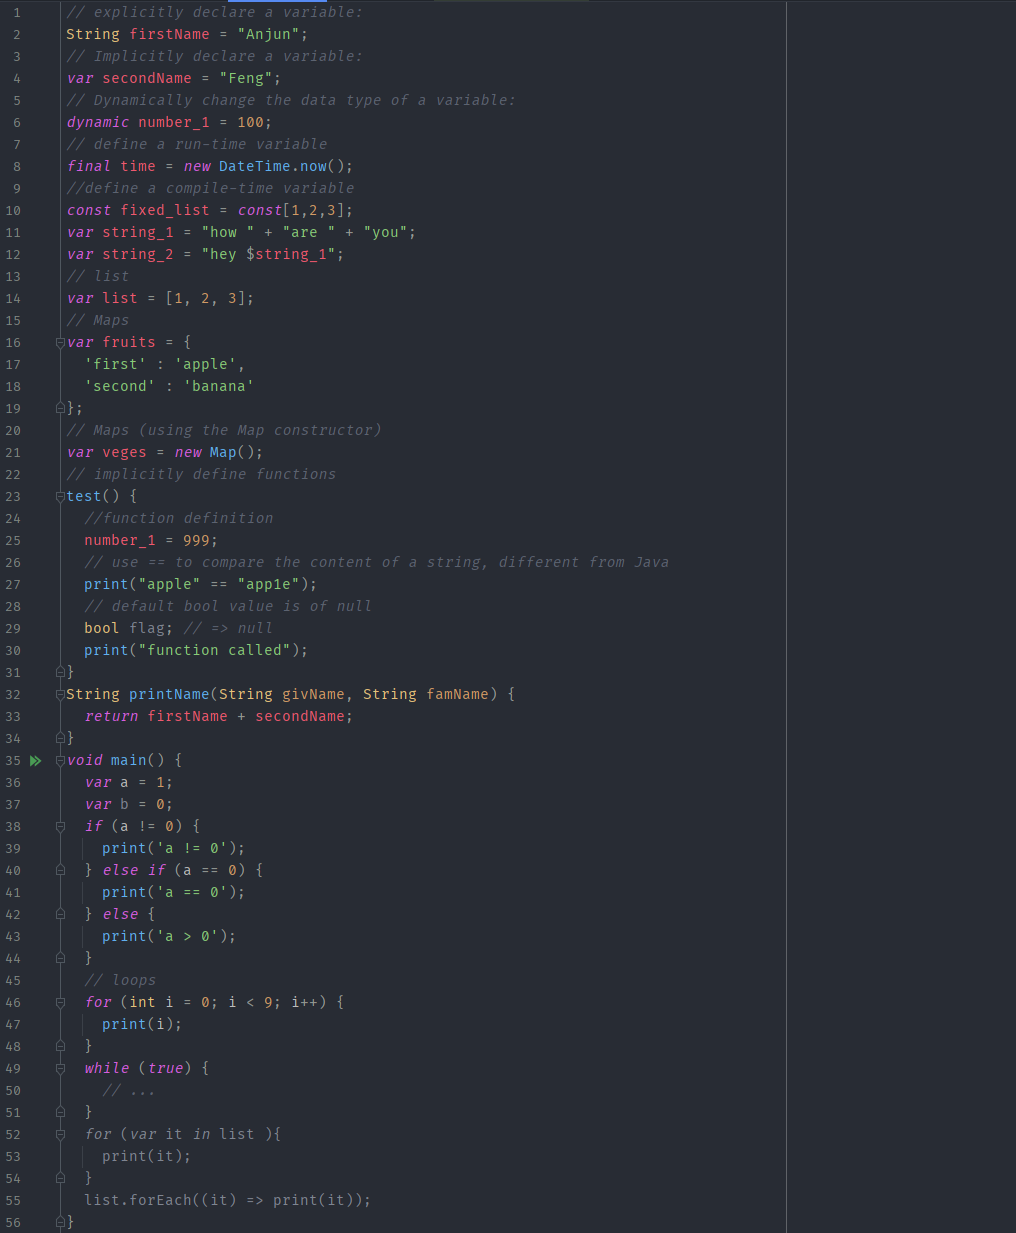 1 // explicitly declare a variable:
2 String firstName = "Anjun";
3 // Implicitly declare a variable:
4 var secondName = "Feng";
5 // Dynamically change the data type of a variable:
6 dynamic number_1 = 100;
7 // define a run-time variable
8 final time = new DateTime.now();
9 //define a compile-time variable
10 const fixed_list = const[1,2,3];
11 var string_1 = "how " + "are " + "you";
12 var string_2 = "hey $string_1";
13 // list
14 var list = [1, 2, 3];
15 // Maps
16 var fruits = {
17   'first' : 'apple',
18   'second' : 'banana'
19 };
20 // Maps (using the Map constructor)
21 var veges = new Map();
22 // implicitly define functions
23 test() {
24   //function definition
25   number_1 = 999;
26   // use == to compare the content of a string, different from Java
27   print("apple" == "app1e");
28   // default bool value is of null
29   bool flag; // => null
30   print("function called");
31 }
32 String printName(String givName, String famName) {
33   return firstName + secondName;
34 }
35 void main() {
36   var a = 1;
37   var b = 0;
38   if (a != 0) {
39     print('a != 0');
40   } else if (a == 0) {
41     print('a == 0');
42   } else {
43     print('a > 0');
44   }
45   // loops
46   for (int i = 0; i < 9; i++) {
47     print(i);
48   }
49   while (true) {
50     // ...
51   }
52   for (var it in list ){
53     print(it);
54   }
55   list.forEach((it) => print(it));
56 }